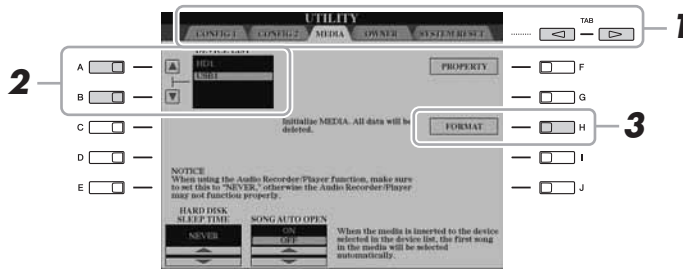 UTILITY
CONFIG 1 CONFIG 2 MEDIA OWNER SYSTEM RESET
TAB
1
DEVICE LIST
HD1
USB1
PROPERTY
2
A
B
C
D
E
F
G
H
I
J
3
Initialize MEDIA. All data will be
deleted.
FORMAT
NOTICE
When using the Audio Recorder/Player function, make sure
to set this to "NEVER," otherwise the Audio Recorder/Player
may not function properly.
HARD DISK
SLEEP TIME
NEVER
SONG AUTO OPEN
ON
OFF
When the media is inserted to the device
selected in the device list, the first song
in the media will be selected
automatically.